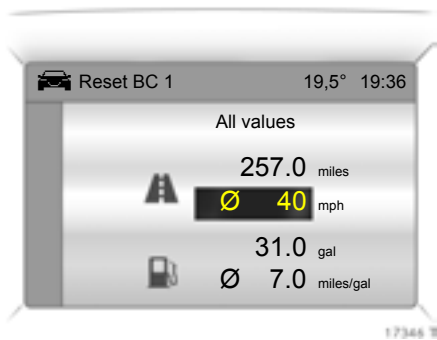 Reset BC 1 19,5° 19:36
All values
257.0 miles
Ø 40 mph
31.0 gal
Ø 7.0 miles/gal
17346 T